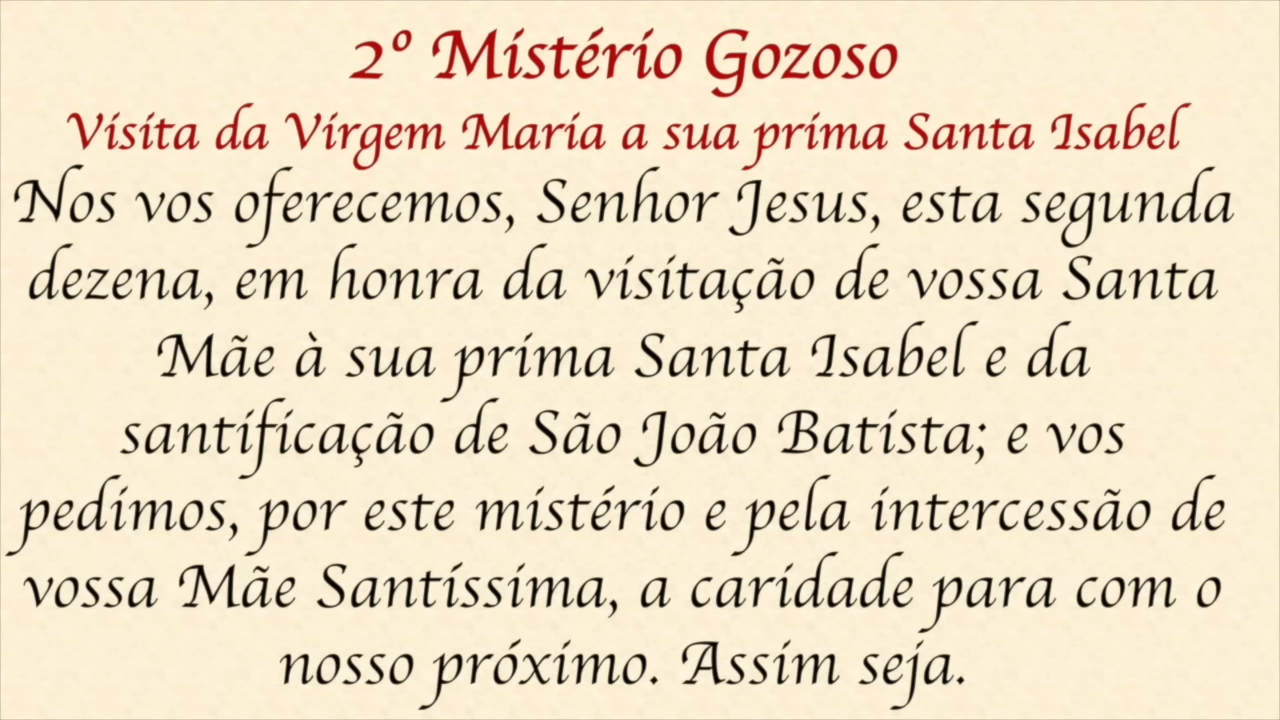 2º Mistério Gozoso
Visita da Virgem Maria a sua prima Santa Isabel
Nos vos oferecemos, Senhor Jesus, esta segunda
dezena, em honra da visitação de vossa Santa
Mãe à sua prima Santa Isabel e da
santificação de São João Batista; e vos
pedimos, por este mistério e pela intercessão de
vossa Mãe Santíssima, a caridade para com o
nosso próximo. Assim seja.